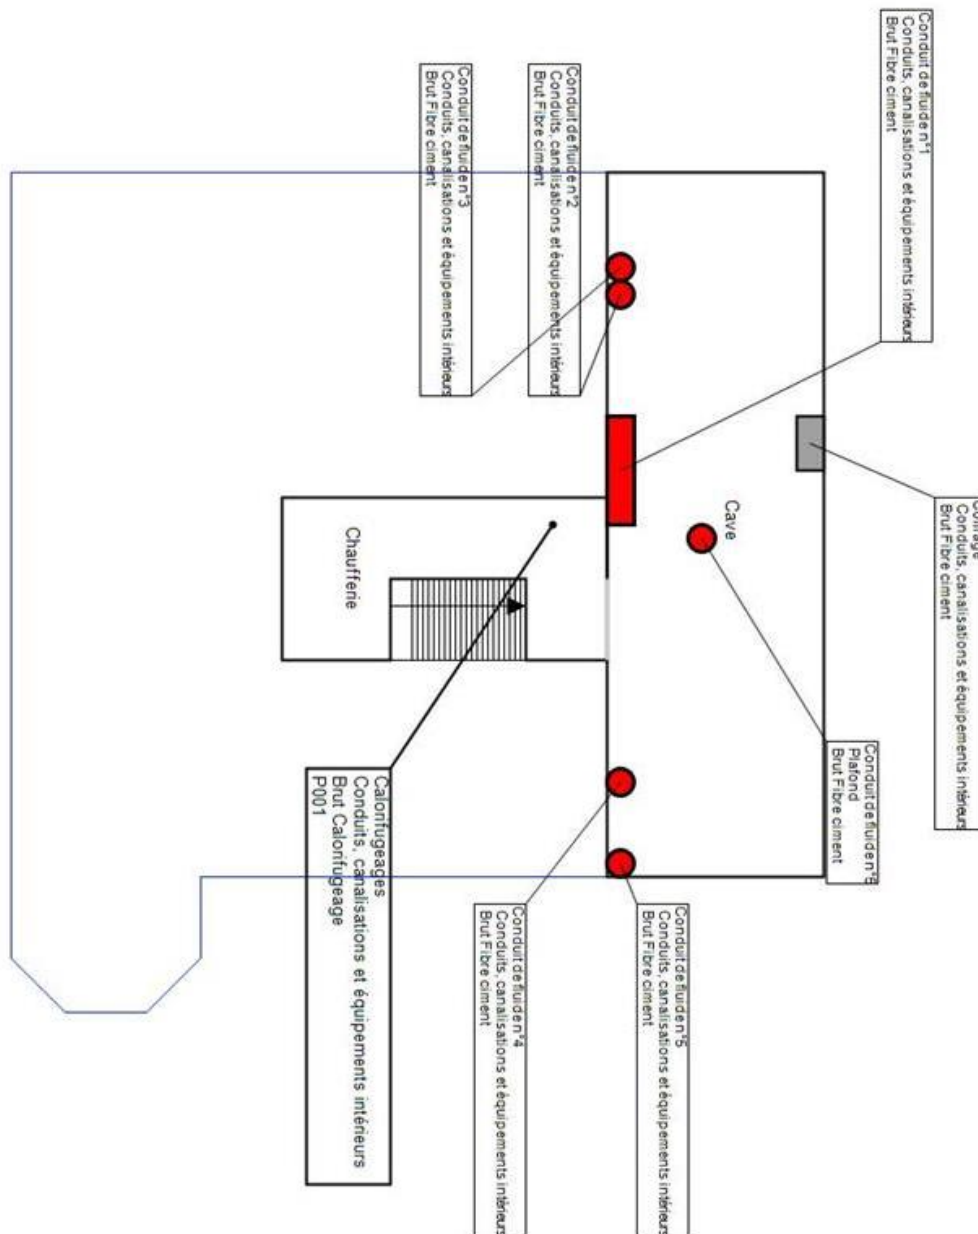 Conduit de fluide n°1
Conduits, canalisations et équipements intérieurs
Brut Fibre ciment
Conduit de fluide n°2
Conduits, canalisations et équipements intérieurs
Brut Fibre ciment
Conduit de fluide n°3
Conduits, canalisations et équipements intérieurs
Brut Fibre ciment
Conduits, canalisations et équipements intérieurs
Brut Fibre ciment
Cave
Chaufferie
Conduit de fluide n°6
Plafond
Brut Fibre ciment
Calorifugeages
Conduits, canalisations et équipements intérieurs
Brut Calorifugeage
P001
Conduit de fluide n°5
Conduits, canalisations et équipements intérieurs
Brut Fibre ciment
Conduit de fluide n°4
Conduits, canalisations et équipements intérieurs
Brut Fibre ciment